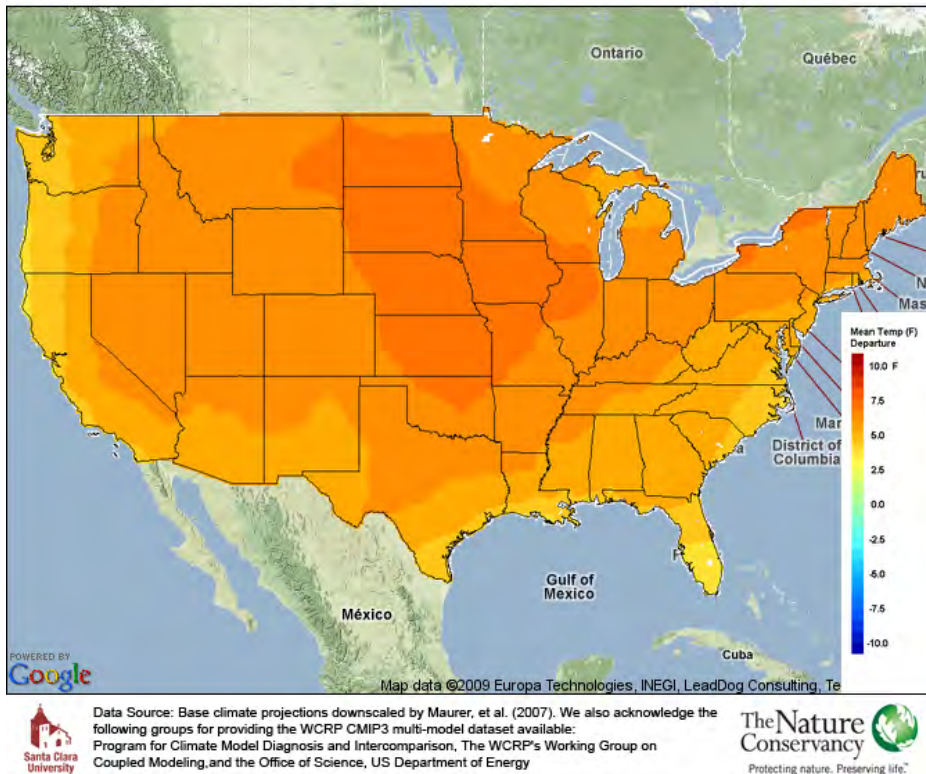 Ontario
Québec
Mas
Mean Temp (F)
Departure
10.0 F
7.5
5.0
2.5
0.0
-2.5
-5.0
-7.5
-10.0
Mar
District of
Columbia
Gulf of
Mexico
México
Cuba
POWERED BY
Google
Map data ©2009 Europa Technologies, INEGI, LeadDog Consulting, Te
Santa Clara
University
Data Source: Base climate projections downscaled by Maurer, et al. (2007). We also acknowledge the
following groups for providing the WCRP CMIP3 multi-model dataset available:
Program for Climate Model Diagnosis and Intercomparison, The WCRP's Working Group on
Coupled Modeling,and the Office of Science, US Department of Energy
The Nature
Conservancy
Protecting nature. Preserving life.™